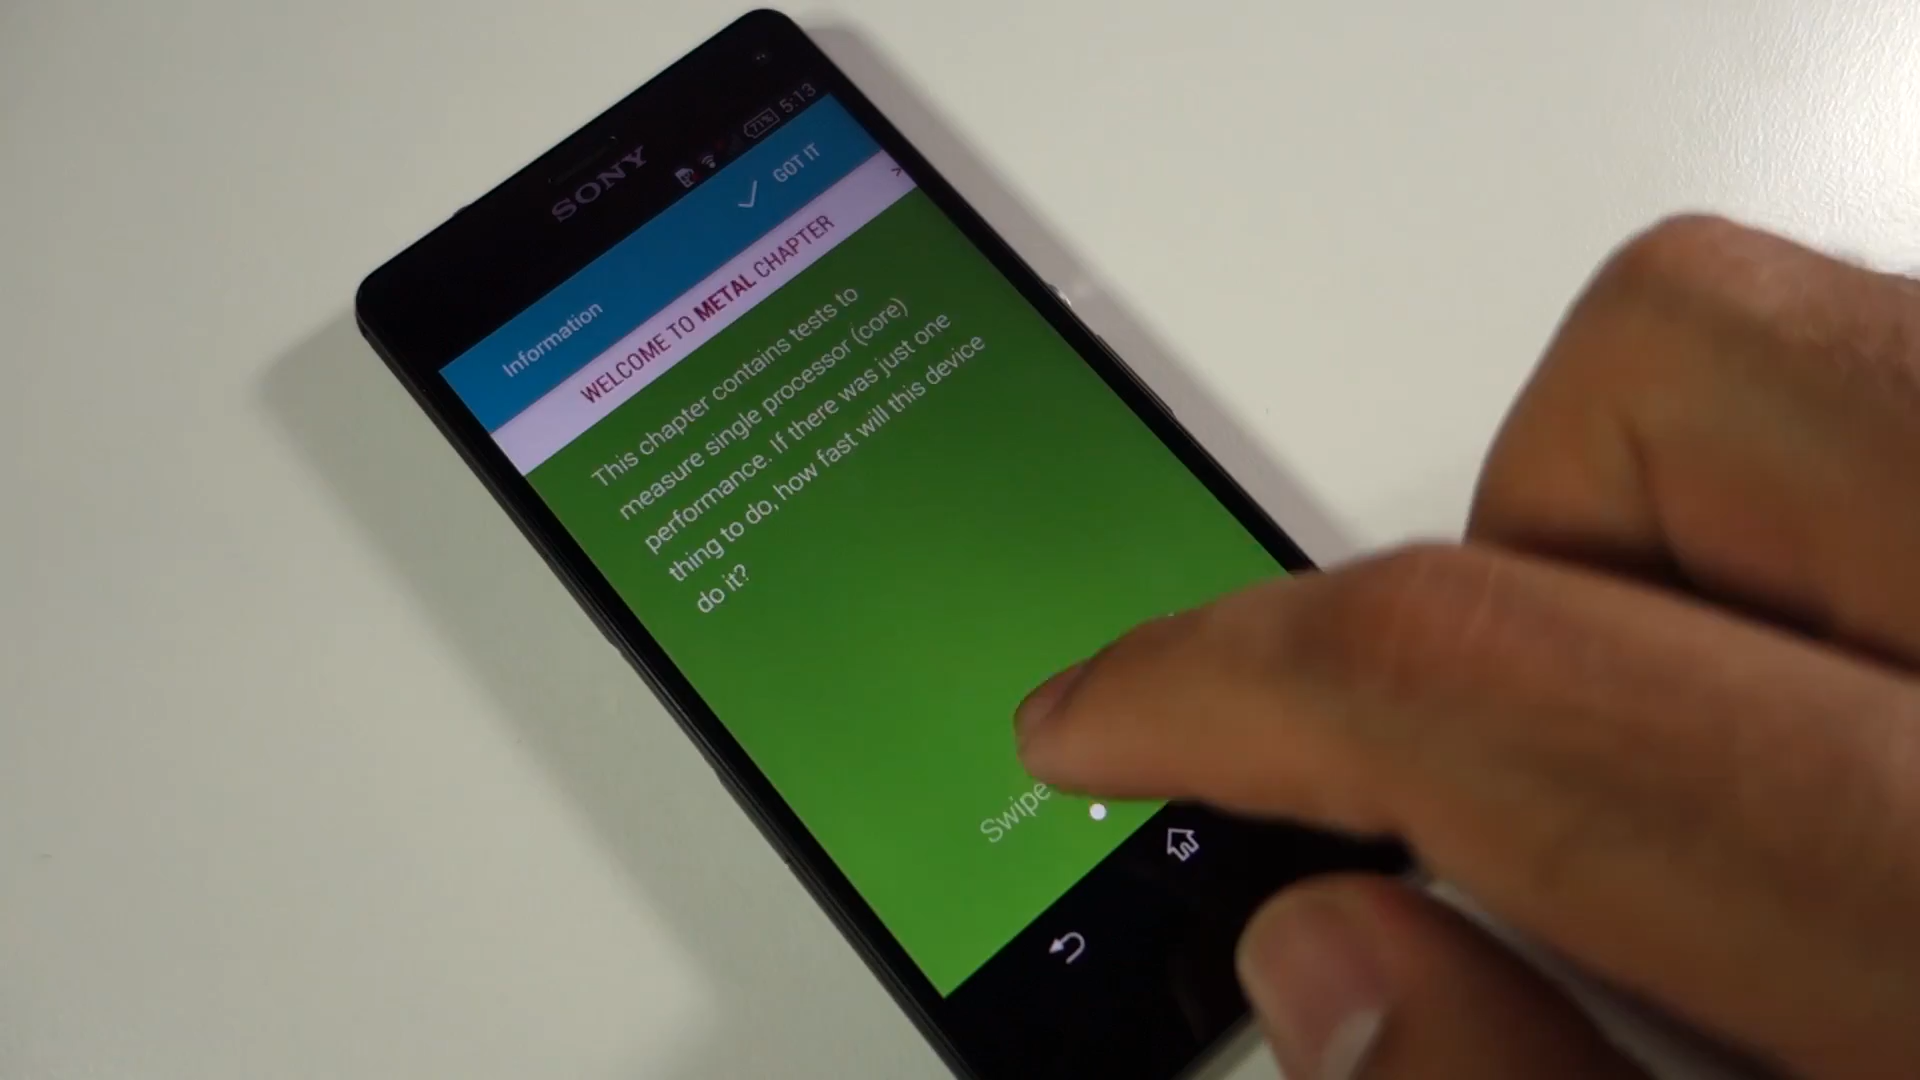 SONY
71% 5:13
Information
GOT IT
WELCOME TO METAL CHAPTER >
This chapter contains tests to
measure single processor (core)
performance. If there was just one
thing to do, how fast will this device
do it?
Swipe